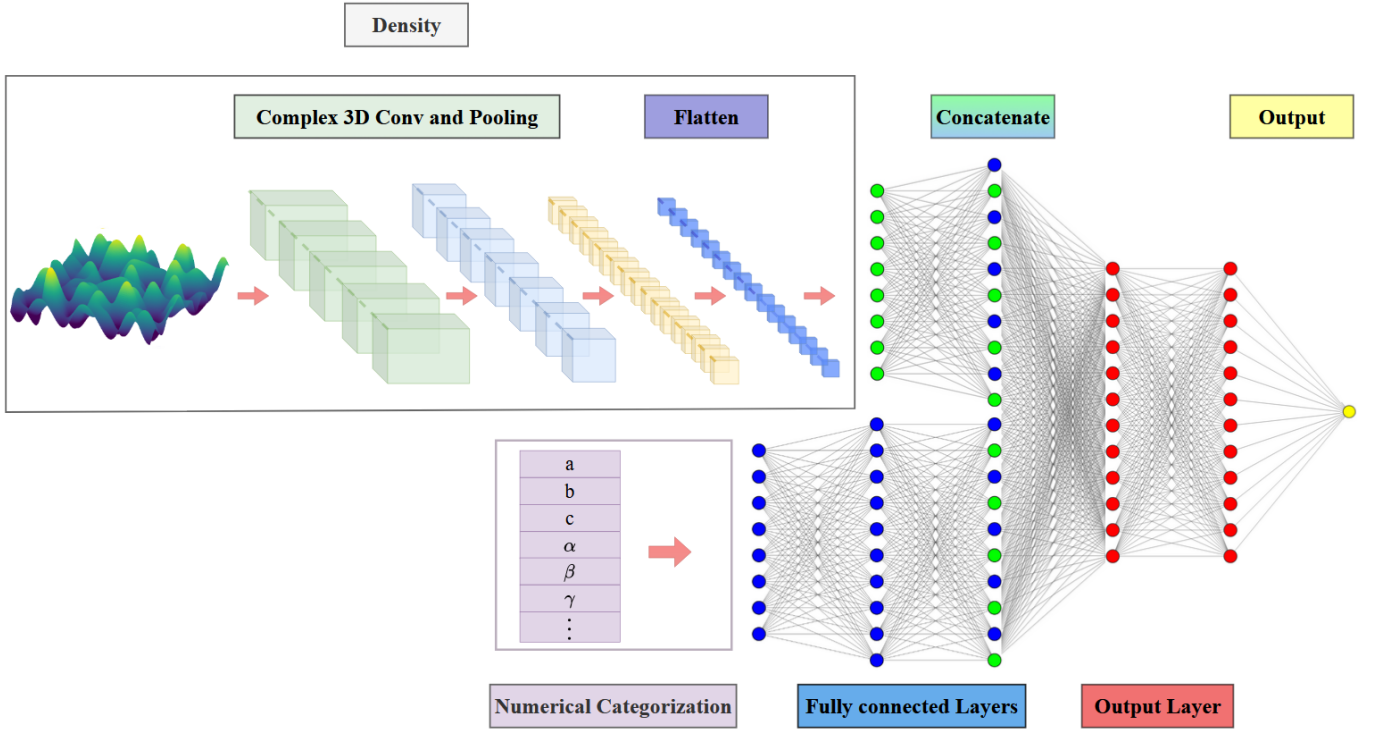 Density
Complex 3D Conv and Pooling
Flatten
Concatenate
Output
a
b
c
α
β
γ
⋮
Numerical Categorization
Fully connected Layers
Output Layer